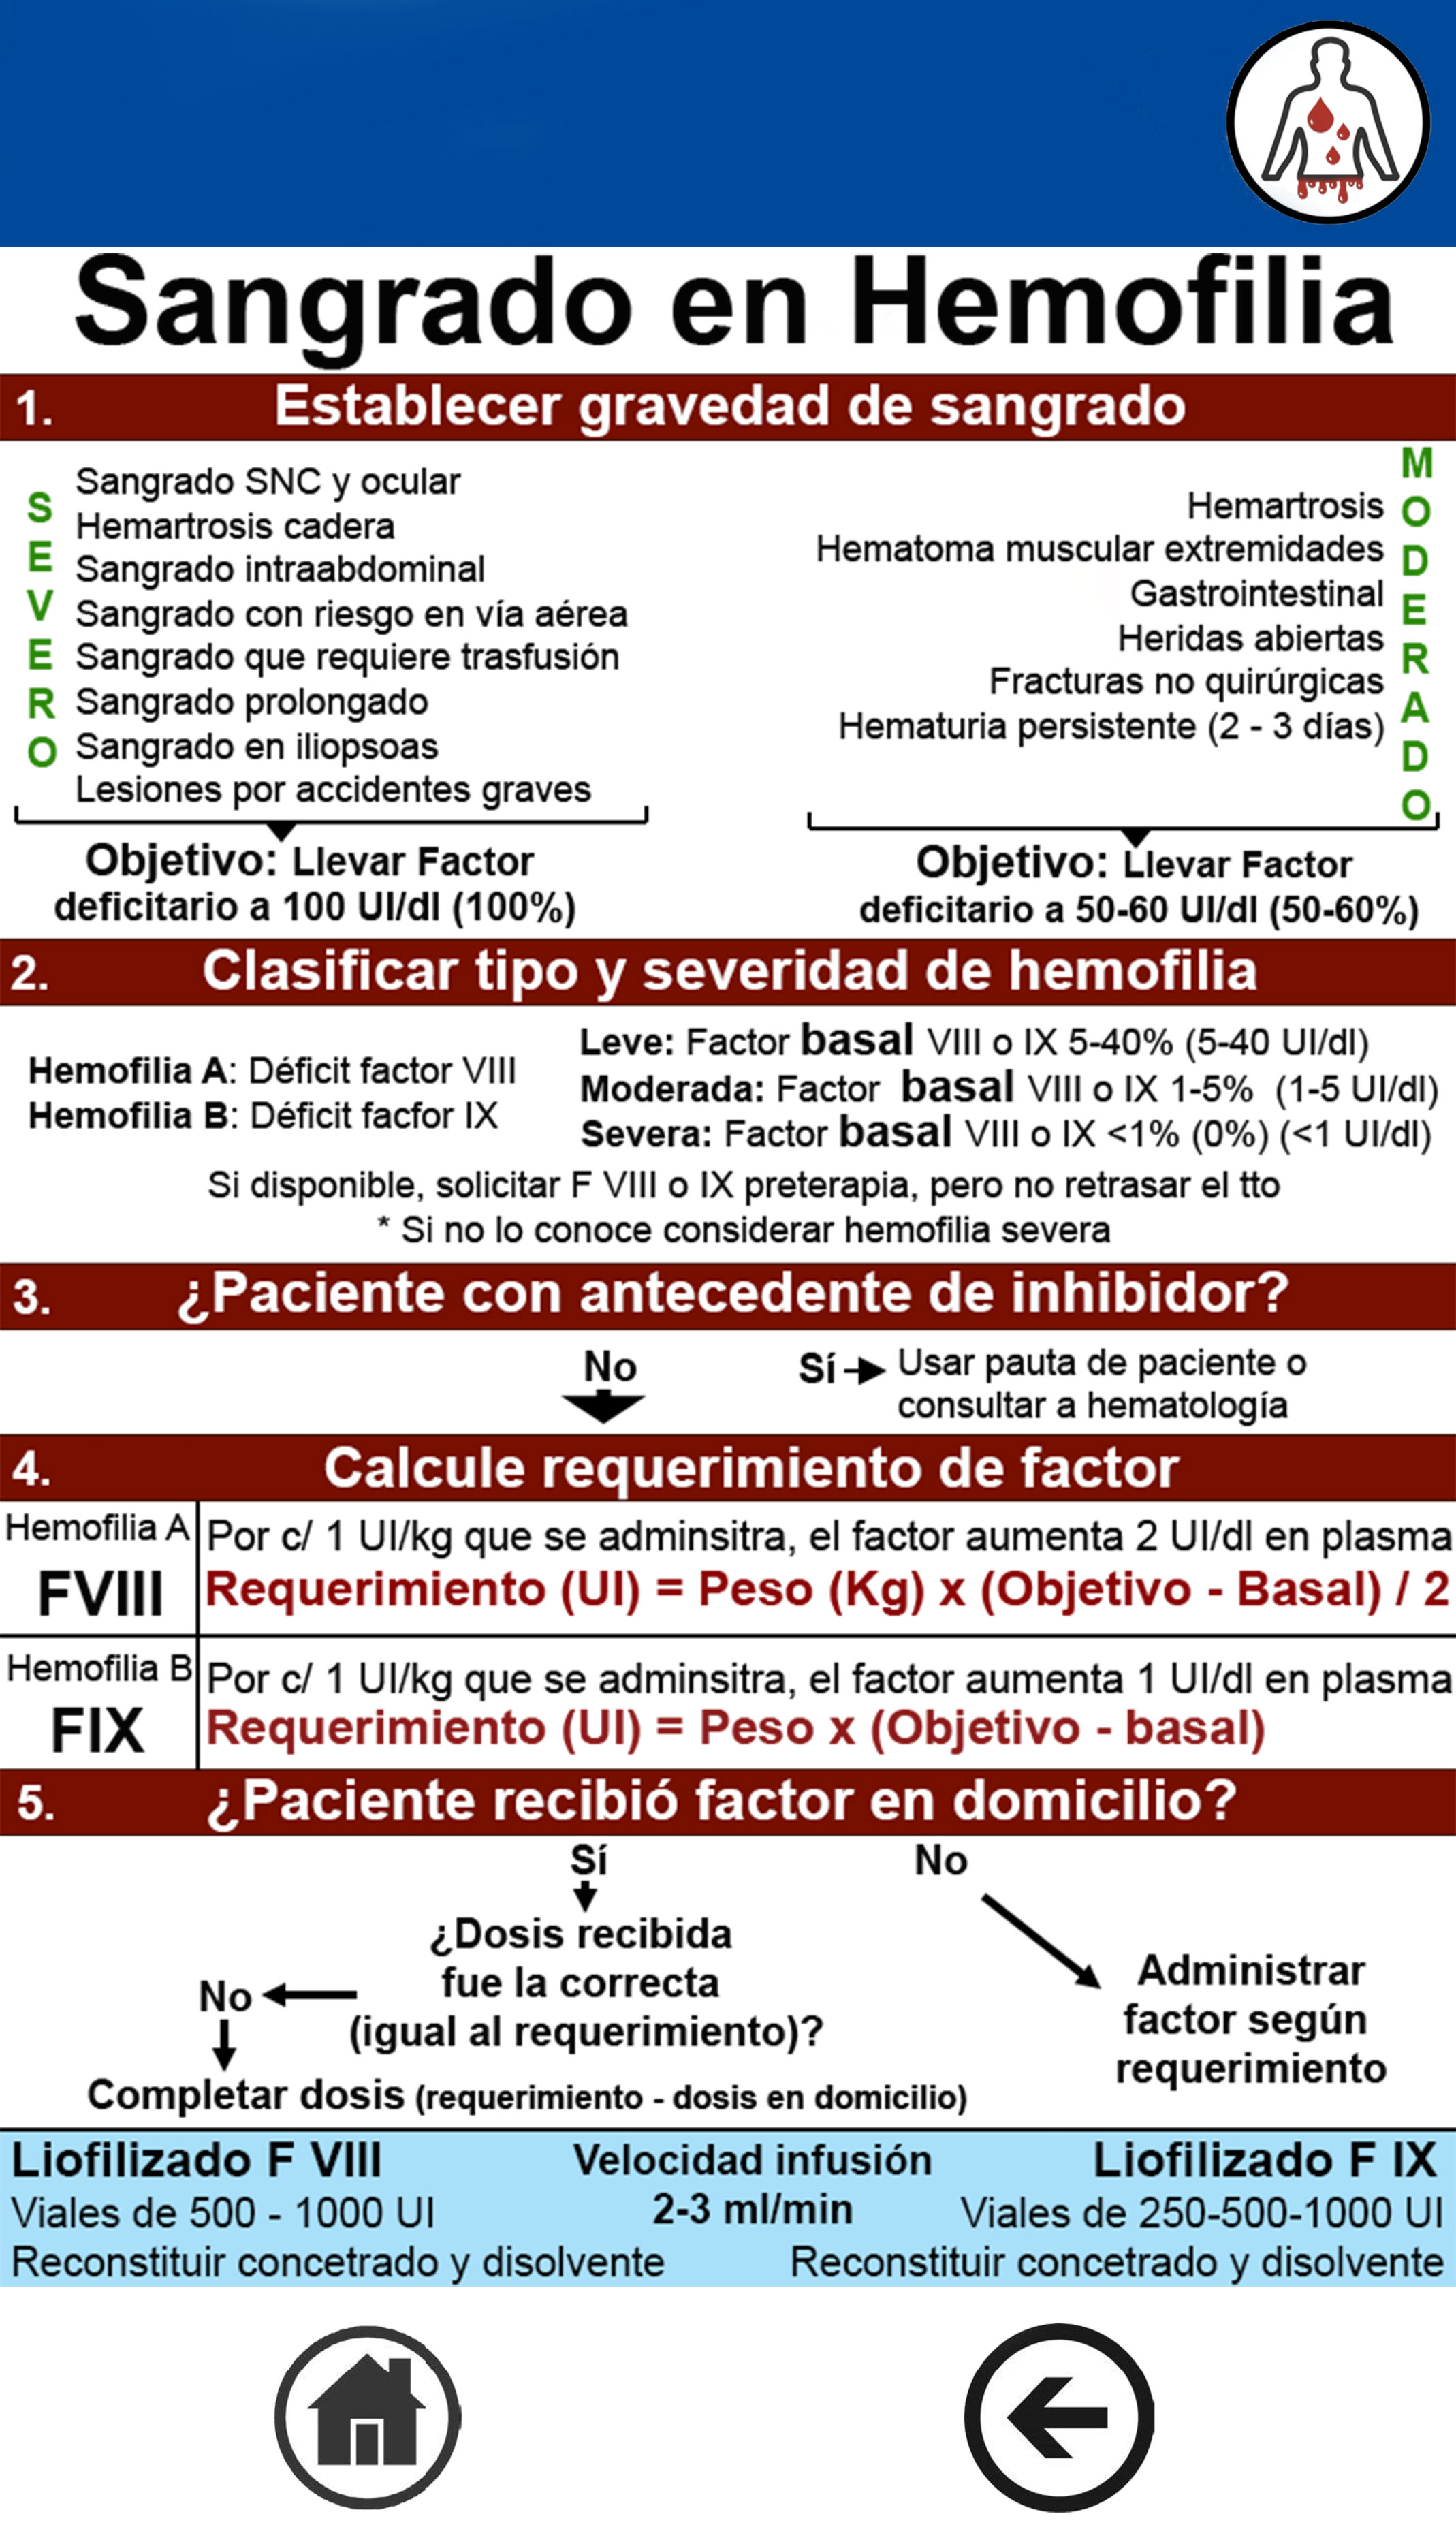 Sangrado en Hemofilia
1. Establecer gravedad de sangrado
SEVERO
Sangrado SNC y ocular
Hemartrosis cadera
Sangrado intraabdominal
Sangrado con riesgo en vía aérea
Sangrado que requiere trasfusión
Sangrado prolongado
Sangrado en iliopsoas
Lesiones por accidentes graves
Objetivo: Llevar Factor
deficitario a 100 UI/dl (100%)
MODERADO
Hemartrosis
Hematoma muscular extremidades
Gastrointestinal
Heridas abiertas
Fracturas no quirúrgicas
Hematuria persistente (2 - 3 días)
Objetivo: Llevar Factor
deficitario a 50-60 UI/dl (50-60%)
2. Clasificar tipo y severidad de hemofilia
Hemofilia A: Déficit factor VIII
Hemofilia B: Déficit facfor IX
Leve: Factor basal VIII o IX 5-40% (5-40 UI/dl)
Moderada: Factor basal VIII o IX 1-5% (1-5 UI/dl)
Severa: Factor basal VIII o IX <1% (0%) (<1 UI/dl)
Si disponible, solicitar F VIII o IX preterapia, pero no retrasar el tto
* Si no lo conoce considerar hemofilia severa
3. ¿Paciente con antecedente de inhibidor?
No
Sí
Usar pauta de paciente o
consultar a hematología
4. Calcule requerimiento de factor
Hemofilia A
FVIII
Por c/ 1 UI/kg que se adminsitra, el factor aumenta 2 UI/dl en plasma
Requerimiento (UI) = Peso (Kg) x (Objetivo - Basal) / 2
Hemofilia B
FIX
Por c/ 1 UI/kg que se adminsitra, el factor aumenta 1 UI/dl en plasma
Requerimiento (UI) = Peso x (Objetivo - basal)
5. ¿Paciente recibió factor en domicilio?
Sí
No
¿Dosis recibida
fue la correcta
(igual al requerimiento)?
No
Completar dosis (requerimiento - dosis en domicilio)
Administrar
factor según
requerimiento
Liofilizado F VIII
Viales de 500 - 1000 UI
Reconstituir concetrado y disolvente
Velocidad infusión
2-3 ml/min
Liofilizado F IX
Viales de 250-500-1000 UI
Reconstituir concetrado y disolvente